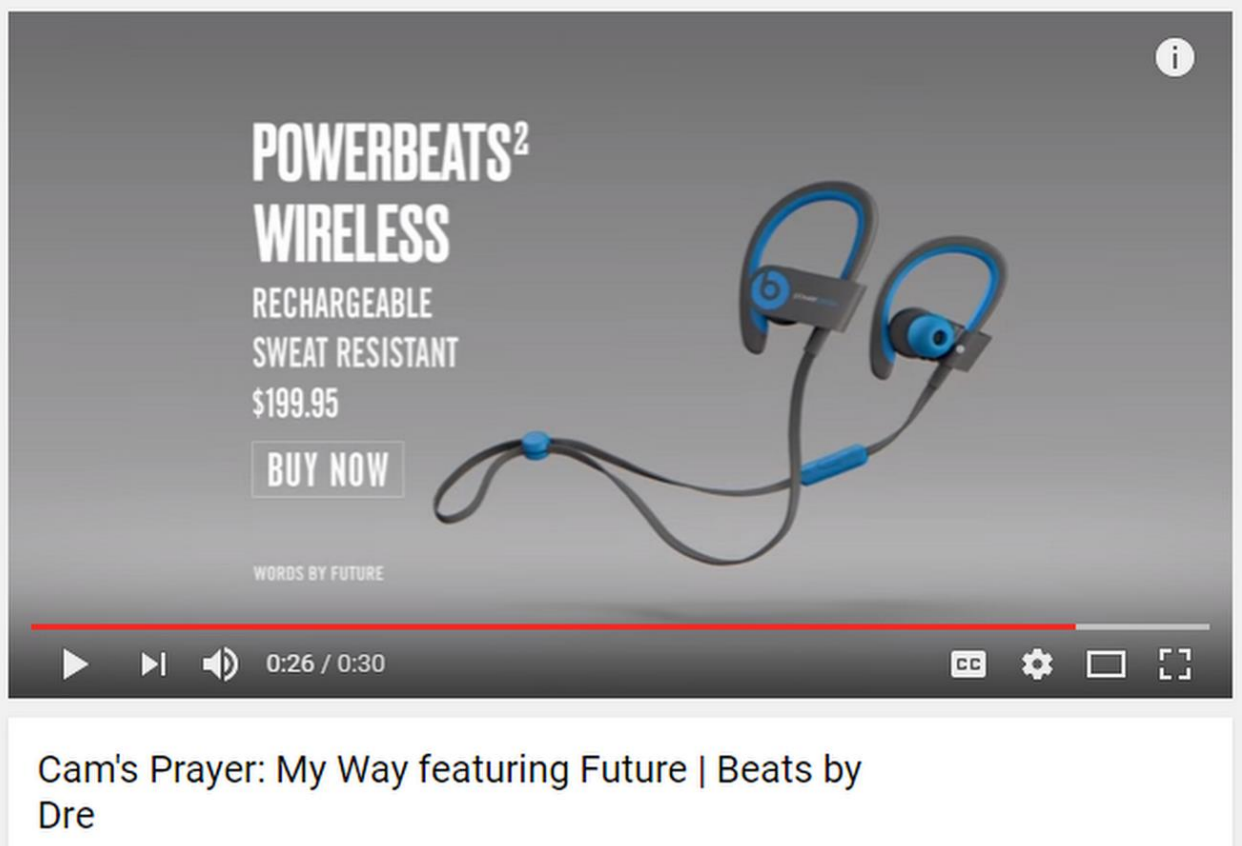 POWERBEATS²
WIRELESS
RECHARGEABLE
SWEAT RESISTANT
$199.95
BUY NOW
WORDS BY FUTURE
0:26 / 0:30
CC
Cam's Prayer: My Way featuring Future | Beats by
Dre